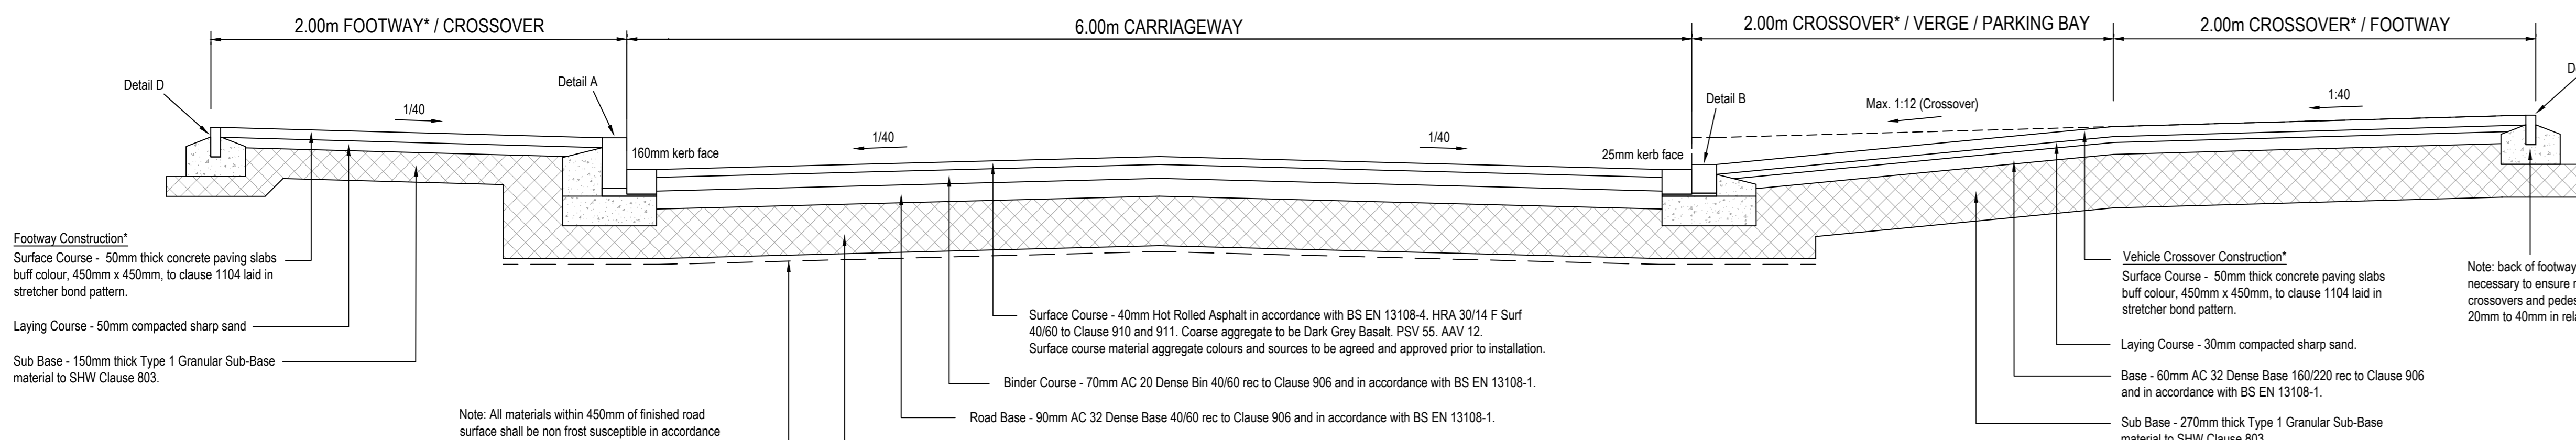 2.00m FOOTWAY* / CROSSOVER
6.00m CARRIAGEWAY
2.00m CROSSOVER* / VERGE / PARKING BAY
2.00m CROSSOVER* / FOOTWAY
Detail D
1/40
Detail A
160mm kerb face
1/40
1/40
25mm kerb face
Detail B
Max. 1:12 (Crossover)
1:40
D
Footway Construction*
Surface Course - 50mm thick concrete paving slabs
buff colour, 450mm x 450mm, to clause 1104 laid in
stretcher bond pattern.
Laying Course - 50mm compacted sharp sand
Sub Base - 150mm thick Type 1 Granular Sub-Base
material to SHW Clause 803.
Note: All materials within 450mm of finished road
surface shall be non frost susceptible in accordance
Surface Course - 40mm Hot Rolled Asphalt in accordance with BS EN 13108-4. HRA 30/14 F Surf
40/60 to Clause 910 and 911. Coarse aggregate to be Dark Grey Basalt. PSV 55. AAV 12.
Surface course material aggregate colours and sources to be agreed and approved prior to installation.
Binder Course - 70mm AC 20 Dense Bin 40/60 rec to Clause 906 and in accordance with BS EN 13108-1.
Road Base - 90mm AC 32 Dense Base 40/60 rec to Clause 906 and in accordance with BS EN 13108-1.
Vehicle Crossover Construction*
Surface Course - 50mm thick concrete paving slabs
buff colour, 450mm x 450mm, to clause 1104 laid in
stretcher bond pattern.
Laying Course - 30mm compacted sharp sand.
Base - 60mm AC 32 Dense Base 160/220 rec to Clause 906
and in accordance with BS EN 13108-1.
Sub Base - 270mm thick Type 1 Granular Sub-Base
material to SHW Clause 803
Note: back of footway
necessary to ensure
crossovers and
20mm to 40mm in